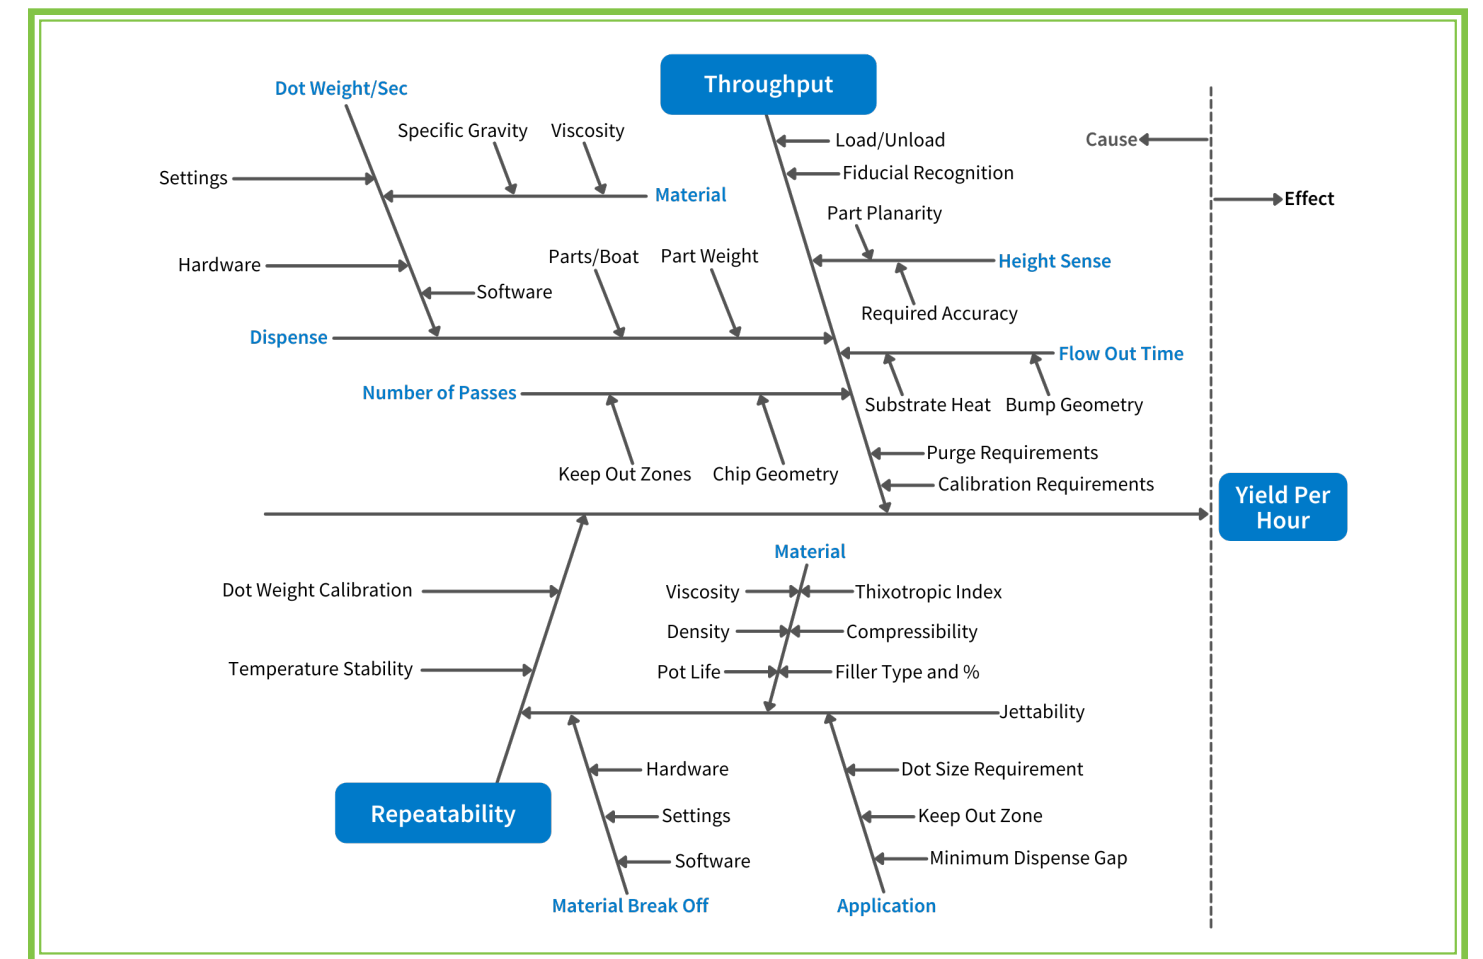 Throughput
Dot Weight/Sec
Specific Gravity
Viscosity
Load/Unload
Cause
Fiducial Recognition
Settings
Material
Effect
Part Planarity
Parts/Boat
Part Weight
Height Sense
Hardware
Software
Required Accuracy
Dispense
Flow Out Time
Number of Passes
Substrate Heat
Bump Geometry
Purge Requirements
Keep Out Zones
Chip Geometry
Calibration Requirements
Yield Per
Hour
Material
Dot Weight Calibration
Viscosity
Thixotropic Index
Density
Compressibility
Temperature Stability
Pot Life
Filler Type and %
Jettability
Hardware
Dot Size Requirement
Repeatability
Settings
Keep Out Zone
Software
Minimum Dispense Gap
Material Break Off
Application